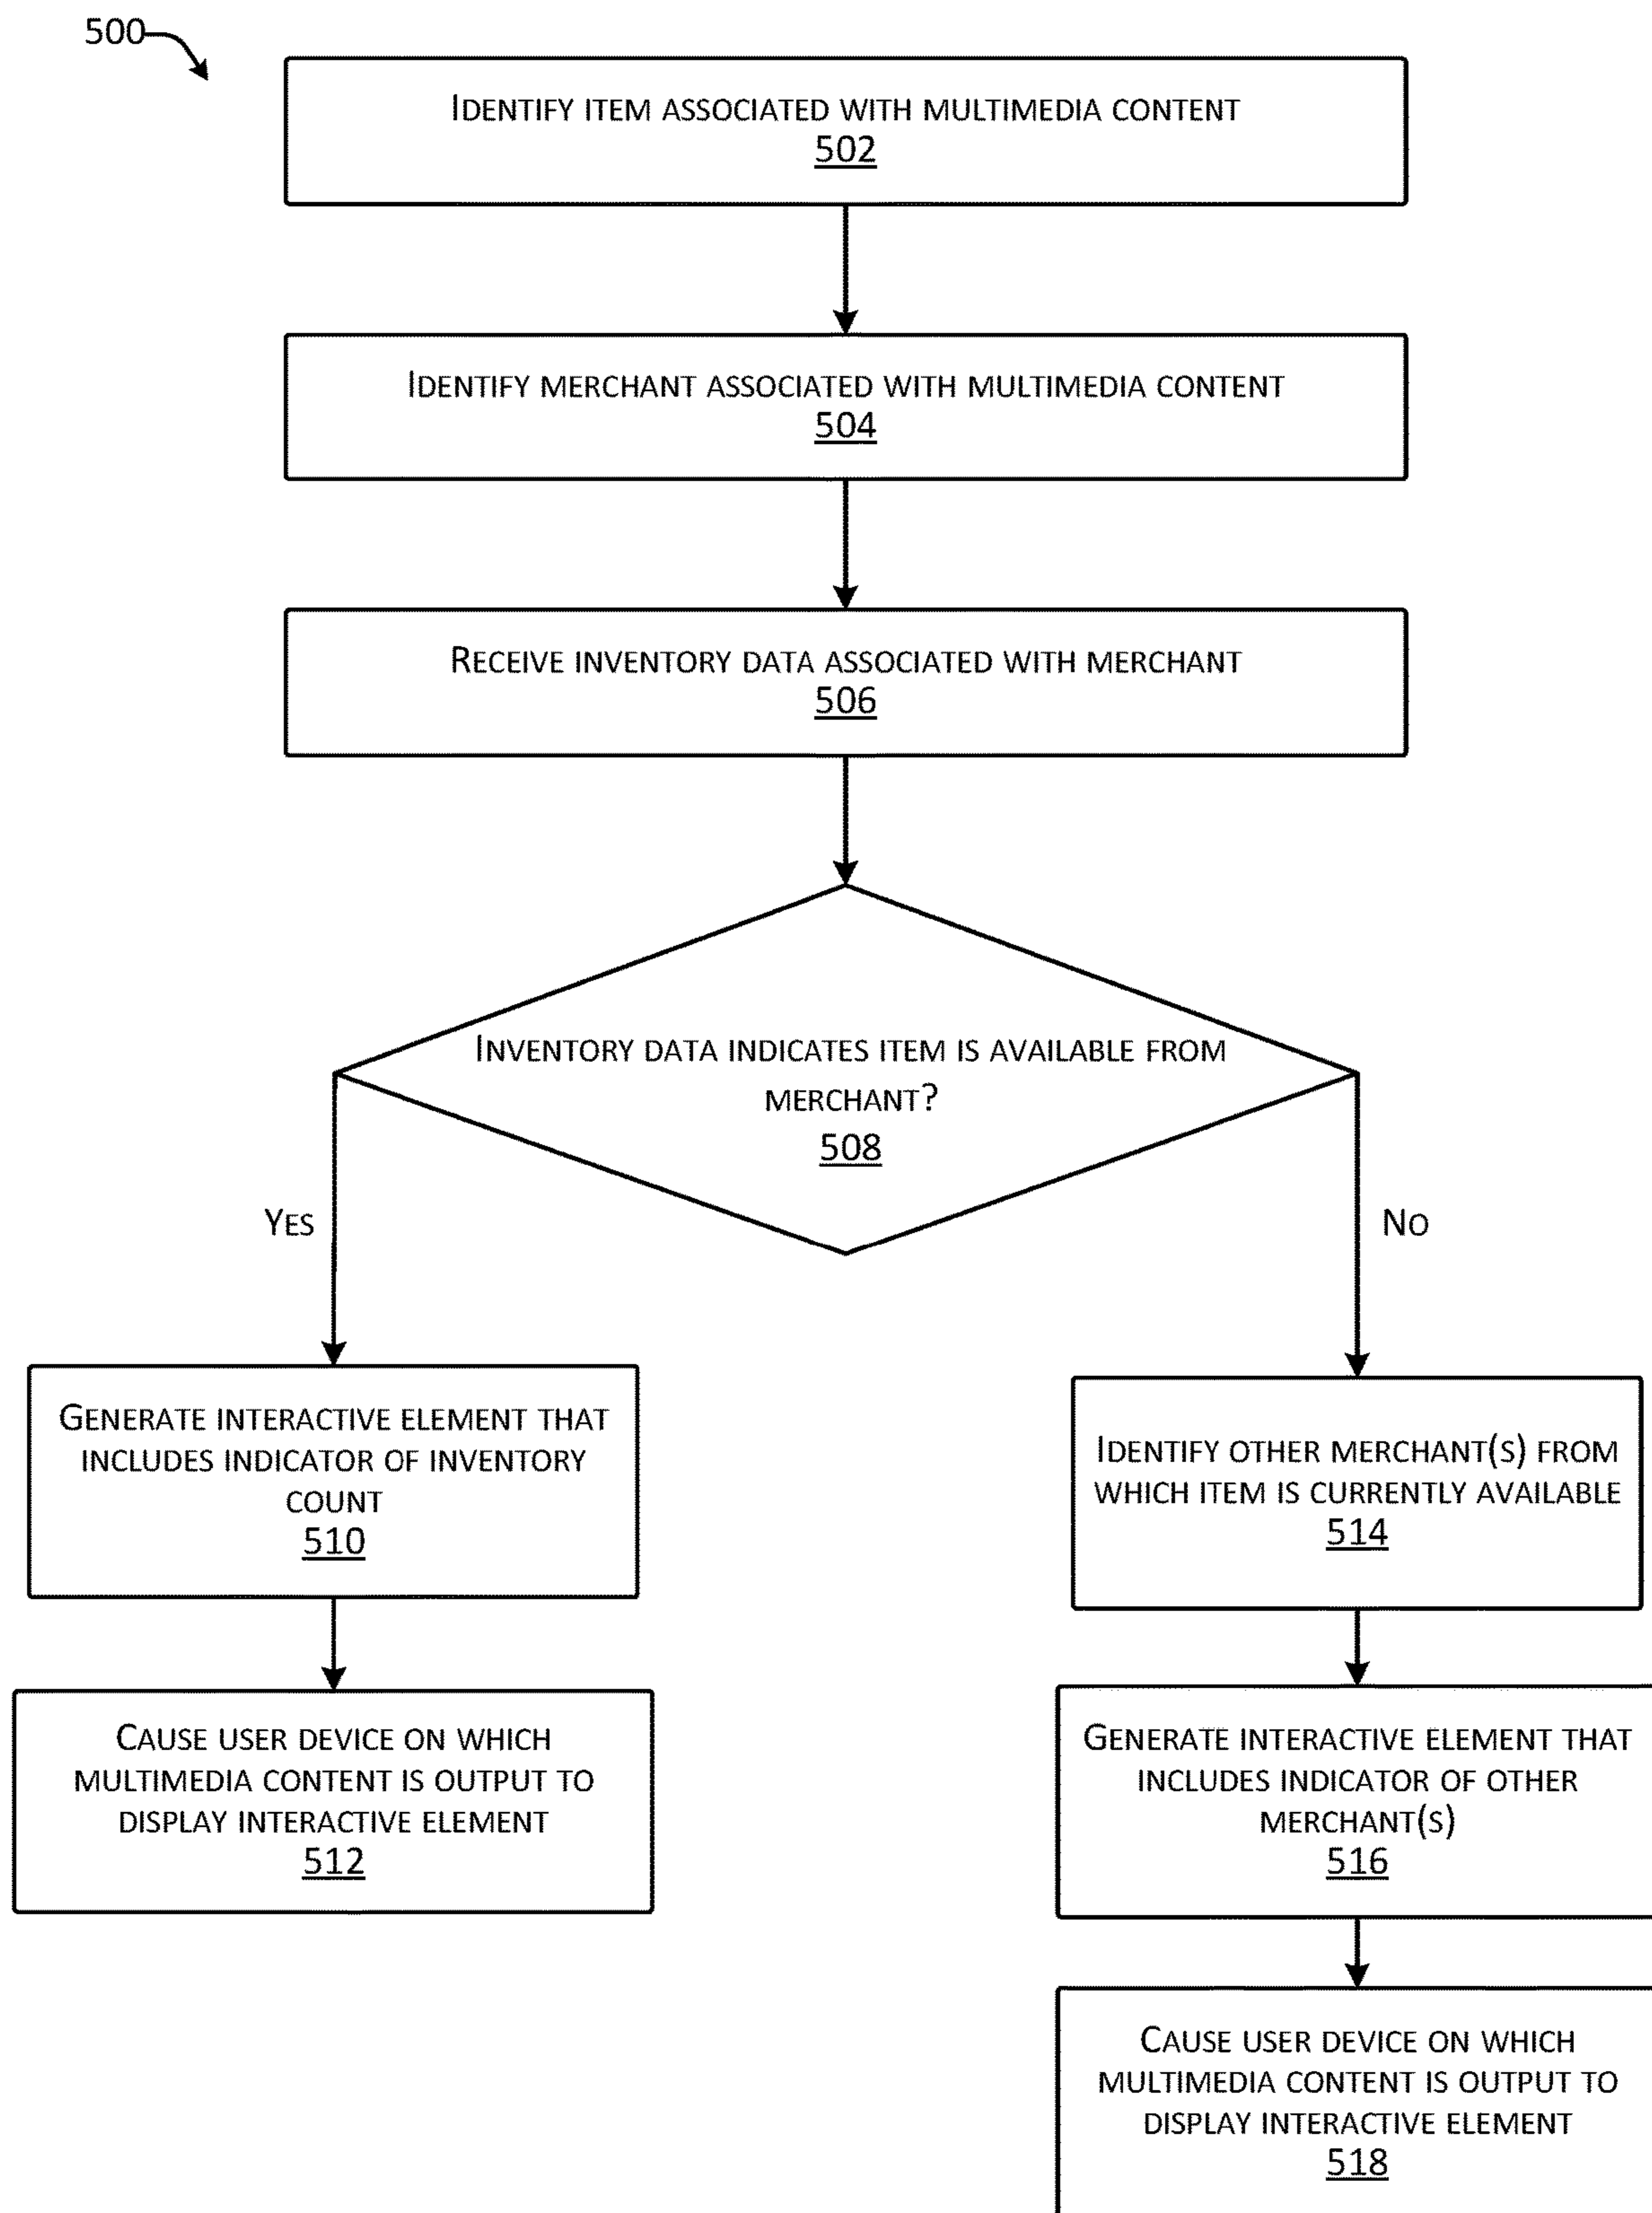 500
IDENTIFY ITEM ASSOCIATED WITH MULTIMEDIA CONTENT
502
IDENTIFY MERCHANT ASSOCIATED WITH MULTIMEDIA CONTENT
504
RECEIVE INVENTORY DATA ASSOCIATED WITH MERCHANT
506
INVENTORY DATA INDICATES ITEM IS AVAILABLE FROM
MERCHANT?
508
YES
NO
GENERATE INTERACTIVE ELEMENT THAT
INCLUDES INDICATOR OF INVENTORY
COUNT
510
CAUSE USER DEVICE ON WHICH
MULTIMEDIA CONTENT IS OUTPUT TO
DISPLAY INTERACTIVE ELEMENT
512
IDENTIFY OTHER MERCHANT(S) FROM
WHICH ITEM IS CURRENTLY AVAILABLE
514
GENERATE INTERACTIVE ELEMENT THAT
INCLUDES INDICATOR OF OTHER
MERCHANT(S)
516
CAUSE USER DEVICE ON WHICH
MULTIMEDIA CONTENT IS OUTPUT TO
DISPLAY INTERACTIVE ELEMENT
518